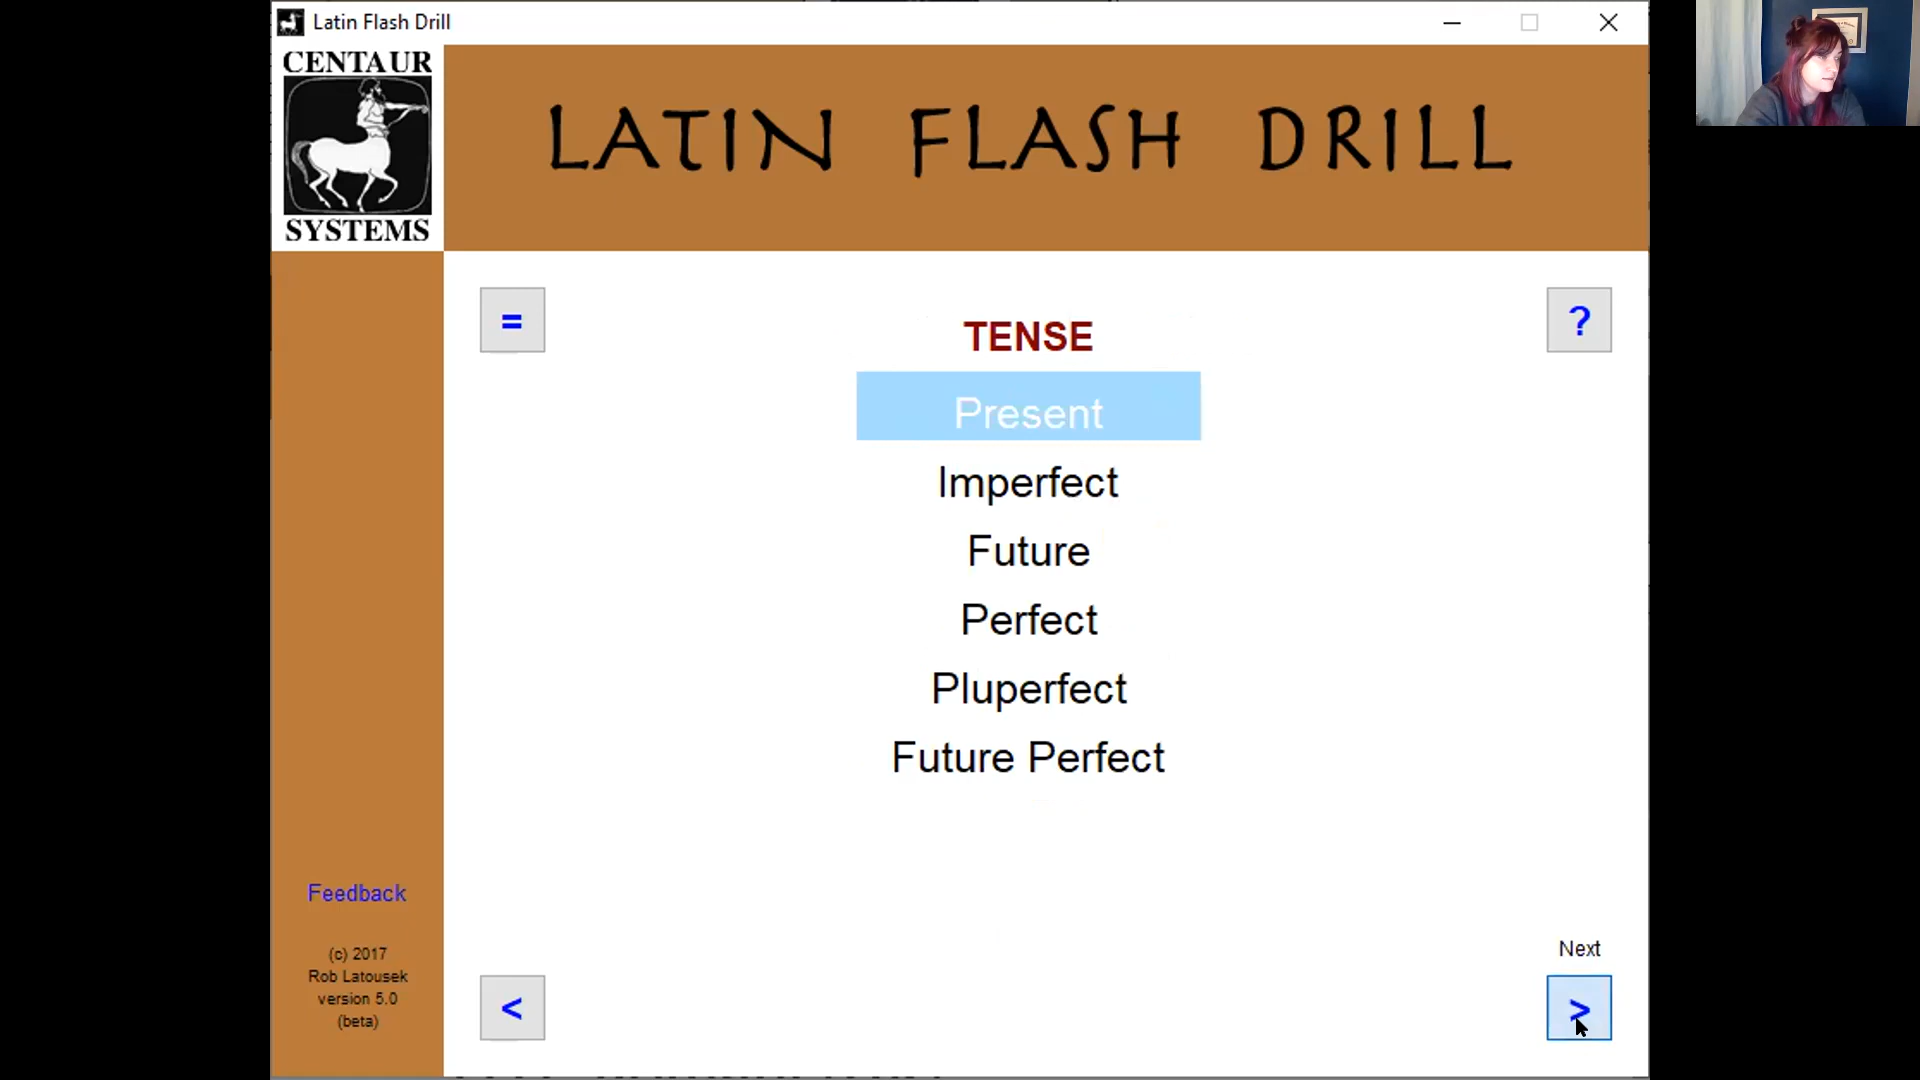 Latin Flash Drill
CENTAUR
SYSTEMS
LATIN FLASH DRILL
=
?
TENSE
Present
Imperfect
Future
Perfect
Pluperfect
Future Perfect
Feedback
(c) 2017
Rob Latousek
version 5.0
(beta)
Next
<
>